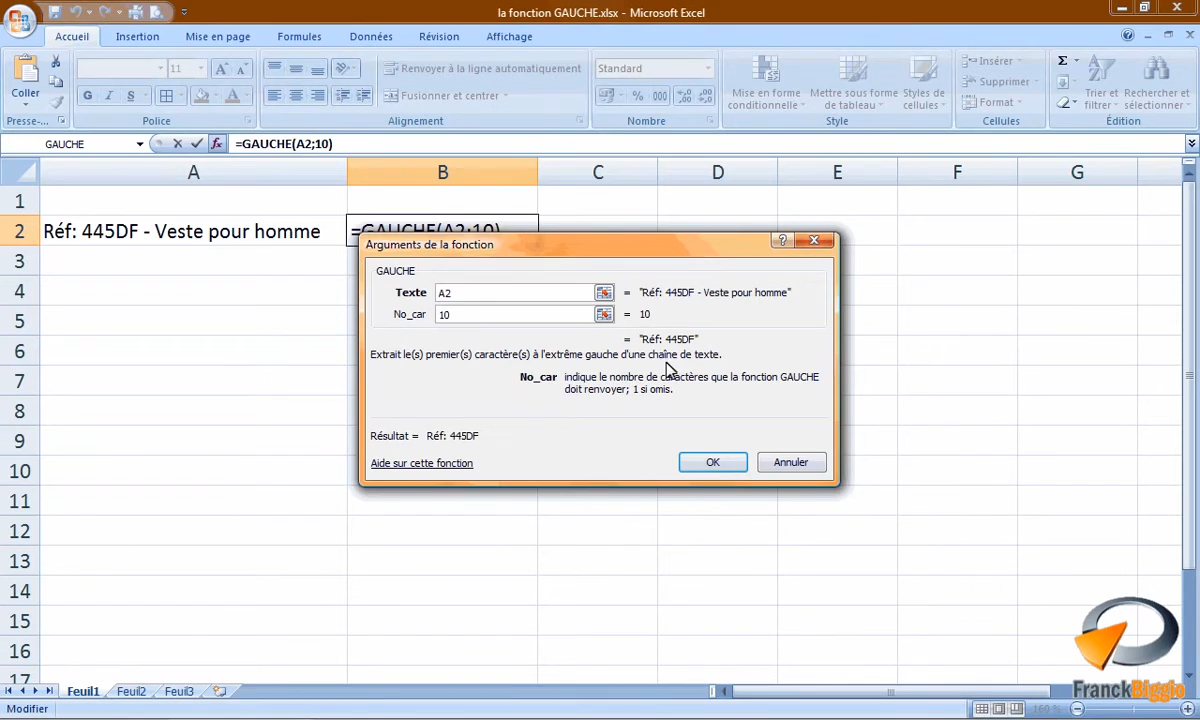 la fonction GAUCHE.xlsx - Microsoft Excel
Accueil Insertion Mise en page Formules Données Révision Affichage
11 A A Renvoyer à la ligne automatiquement Standard Insérer Σ
Coller Mise en forme conditionnelle Mettre sous forme de tableau Styles de cellules Supprimer Trier et filtrer Rechercher et sélectionner
G I S A Fusionner et centrer % 000 Format
Presse-... Police Alignement Nombre Style Cellules Édition
GAUCHE fx =GAUCHE(A2;10)
A B C D E F G
1
2 Réf: 445DF - Veste pour homme =GAUCHE(A2;10)
Arguments de la fonction ?
GAUCHE
Texte A2 = "Réf: 445DF - Veste pour homme"
No_car 10 = 10
= "Réf: 445DF"
Extrait le(s) premier(s) caractère(s) à l'extrême gauche d'une chaîne de texte.
No_car indique le nombre de caractères que la fonction GAUCHE
doit renvoyer; 1 si omis.
Résultat = Réf: 445DF
Aide sur cette fonction OK Annuler
3
4
5
6
7
8
9
10
11
12
13
14
15
16
17
FranckBiggio
Feuil1 Feuil2 Feuil3
Modifier 160 %